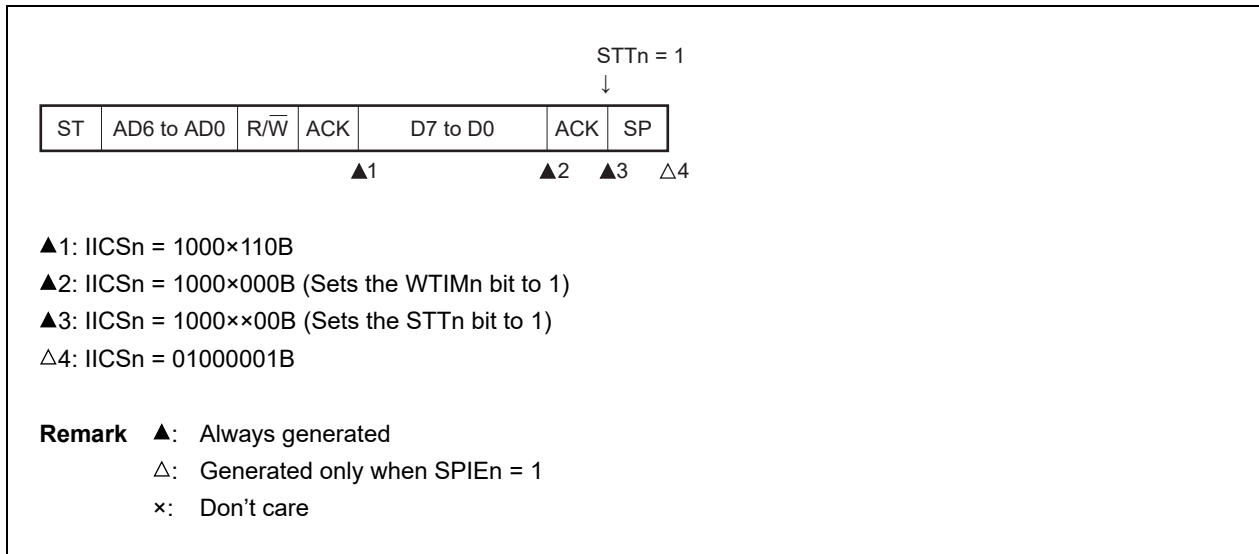 STTn = 1
↓
ST AD6 to AD0 R/W̅ ACK D7 to D0 ACK SP
▲1 ▲2 ▲3 △4
▲1: IICSn = 1000×110B
▲2: IICSn = 1000×000B (Sets the WTIMn bit to 1)
▲3: IICSn = 1000××00B (Sets the STTn bit to 1)
△4: IICSn = 01000001B
Remark ▲: Always generated
△: Generated only when SPIEn = 1
×: Don’t care